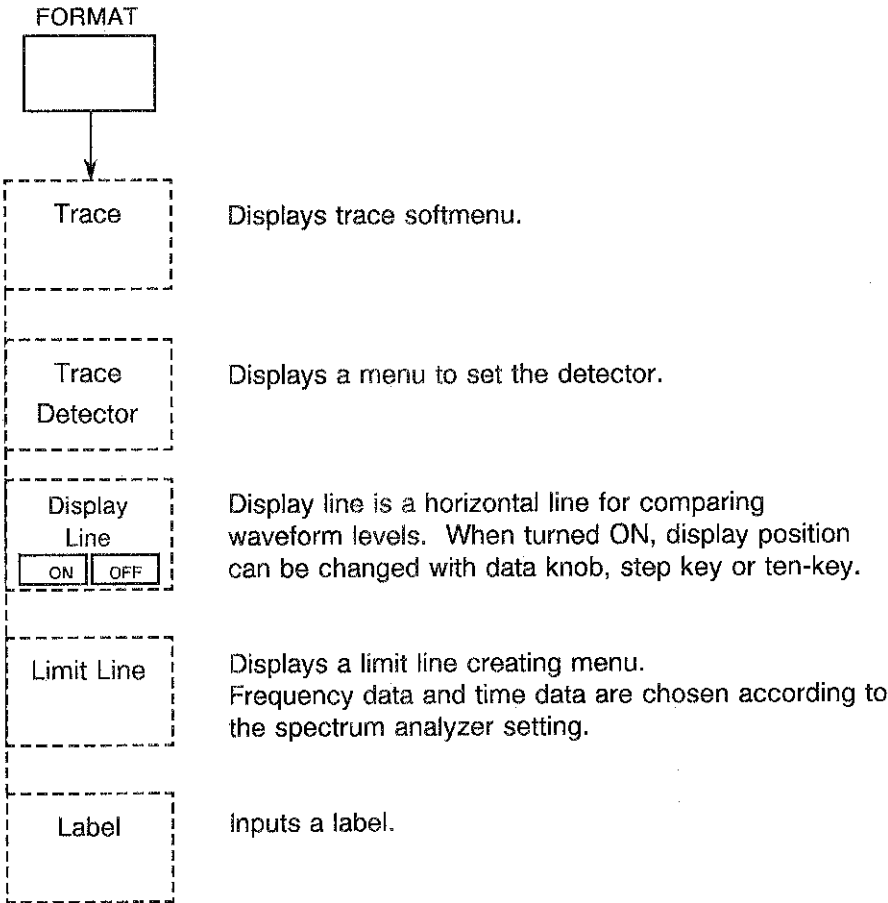 FORMAT
Trace
Displays trace softmenu.
Trace
Detector
Displays a menu to set the detector.
Display
Line
ON OFF
Display line is a horizontal line for comparing
waveform levels. When turned ON, display position
can be changed with data knob, step key or ten-key.
Limit Line
Displays a limit line creating menu.
Frequency data and time data are chosen according to
the spectrum analyzer setting.
Label
Inputs a label.